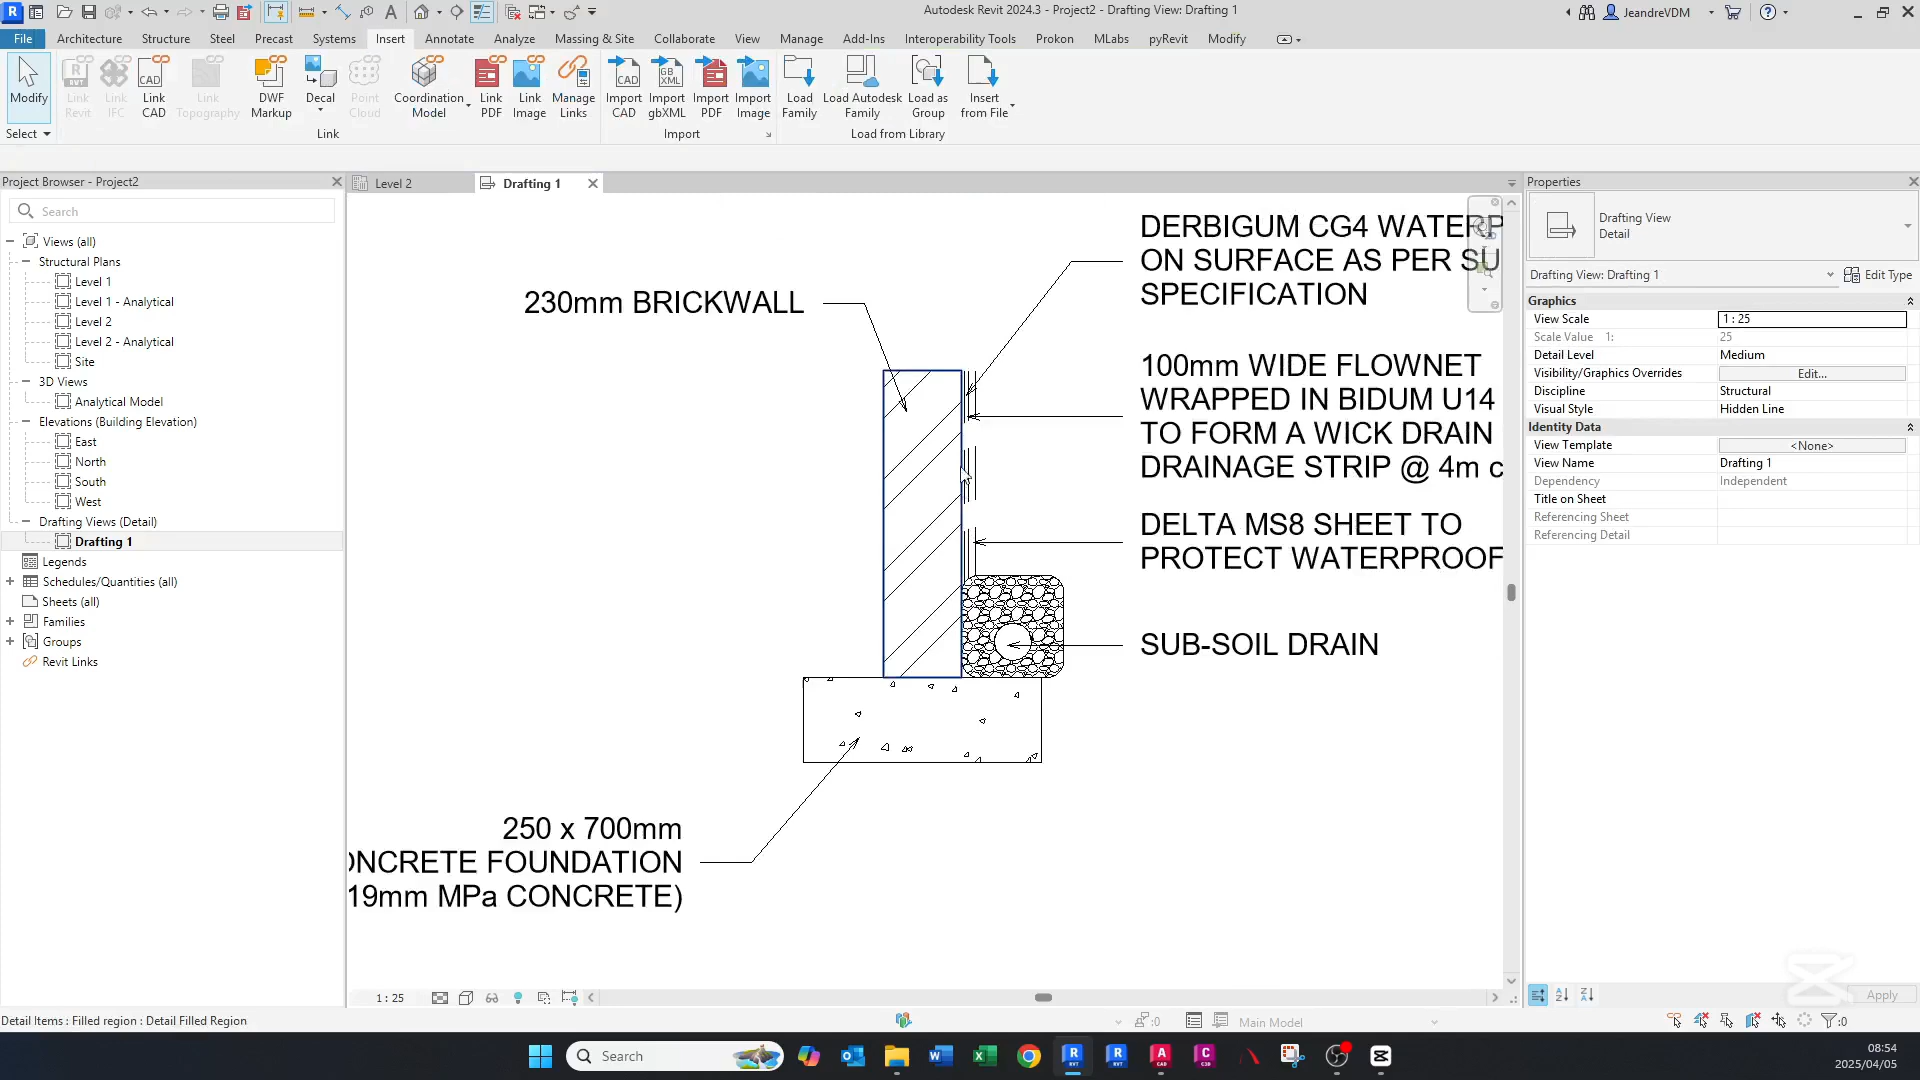 Autodesk Revit 2024.3 - Project2 - Drafting View: Drafting 1
JeandreVDM
File
Architecture
Structure
Steel
Precast
Systems
Insert
Annotate
Analyze
Massing & Site
Collaborate
View
Manage
Add-Ins
Interoperability Tools
Prokon
MLabs
pyRevit
Modify
Modify
Link
Revit
Link
IFC
Link
CAD
Link
Topography
DWF
Markup
Decal
Point
Cloud
Coordination
Model
Link
PDF
Link
Image
Manage
Links
Import
CAD
Import
gbXML
Import
PDF
Import
Image
Load
Family
Load Autodesk
Family
Load as
Group
Insert
from File
Select
Link
Import
Load from Library
Project Browser - Project2
Search
Views (all)
Structural Plans
Level 1
Level 1 - Analytical
Level 2
Level 2 - Analytical
Site
3D Views
Analytical Model
Elevations (Building Elevation)
East
North
South
West
Drafting Views (Detail)
Drafting 1
Legends
Schedules/Quantities (all)
Sheets (all)
Families
Groups
Revit Links
Level 2
Drafting 1
230mm BRICKWALL
DERBIGUM CG4 WATERP
ON SURFACE AS PER SU
SPECIFICATION
100mm WIDE FLOWNET
WRAPPED IN BIDUM U14
TO FORM A WICK DRAIN
DRAINAGE STRIP @ 4m c
DELTA MS8 SHEET TO
PROTECT WATERPROOF
SUB-SOIL DRAIN
250 x 700mm
ONCRETE FOUNDATION
19mm MPa CONCRETE)
Properties
Drafting View
Detail
Drafting View: Drafting 1
Edit Type
Graphics
View Scale
1 : 25
Scale Value 1:
25
Detail Level
Medium
Visibility/Graphics Overrides
Edit...
Discipline
Structural
Visual Style
Hidden Line
Identity Data
View Template
<None>
View Name
Drafting 1
Dependency
Independent
Title on Sheet
Referencing Sheet
Referencing Detail
Apply
1 : 25
Detail Items : Filled region : Detail Filled Region
:0
Main Model
:0
Search
08:54
2025/04/05